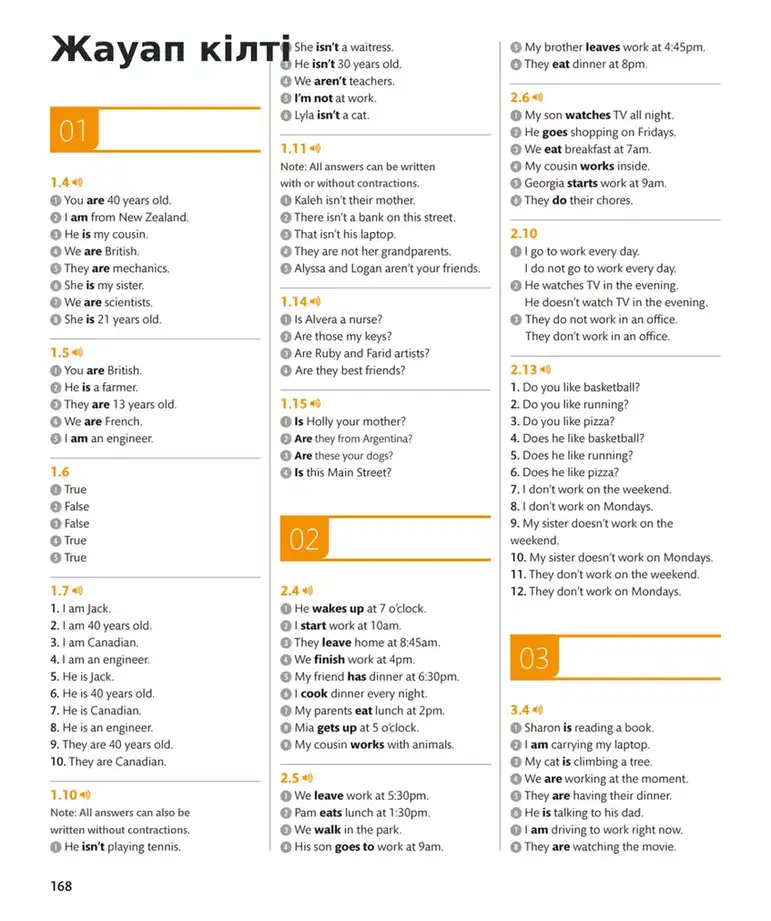 Жауап кілті
01
1.4
1 You are 40 years old.
2 I am from New Zealand.
3 He is my cousin.
4 We are British.
5 They are mechanics.
6 She is my sister.
7 We are scientists.
8 She is 21 years old.
1.5
1 You are British.
2 He is a farmer.
3 They are 13 years old.
4 We are French.
5 I am an engineer.
1.6
1 True
2 False
3 False
4 True
5 True
1.7
1. I am Jack.
2. I am 40 years old.
3. I am Canadian.
4. I am an engineer.
5. He is Jack.
6. He is 40 years old.
7. He is Canadian.
8. He is an engineer.
9. They are 40 years old.
10. They are Canadian.
1.10
Note: All answers can also be
written without contractions.
1 He isn't playing tennis.
She isn't a waitress.
3 He isn't 30 years old.
4 We aren't teachers.
5 I'm not at work.
6 Lyla isn't a cat.
1.11
Note: All answers can be written
with or without contractions.
1 Kaleh isn't their mother.
2 There isn't a bank on this street.
3 That isn't his laptop.
4 They are not her grandparents.
5 Alyssa and Logan aren't your friends.
1.14
1 Is Alvera a nurse?
2 Are those my keys?
3 Are Ruby and Farid artists?
4 Are they best friends?
1.15
1 Is Holly your mother?
2 Are they from Argentina?
3 Are these your dogs?
4 Is this Main Street?
02
2.4
1 He wakes up at 7 o'clock.
2 I start work at 10am.
3 They leave home at 8:45am.
4 We finish work at 4pm.
5 My friend has dinner at 6:30pm.
6 I cook dinner every night.
7 My parents eat lunch at 2pm.
8 Mia gets up at 5 o'clock.
9 My cousin works with animals.
2.5
1 We leave work at 5:30pm.
2 Pam eats lunch at 1:30pm.
3 We walk in the park.
4 His son goes to work at 9am.
5 My brother leaves work at 4:45pm.
6 They eat dinner at 8pm.
2.6
1 My son watches TV all night.
2 He goes shopping on Fridays.
3 We eat breakfast at 7am.
4 My cousin works inside.
5 Georgia starts work at 9am.
6 They do their chores.
2.10
1 I go to work every day.
I do not go to work every day.
2 He watches TV in the evening.
He doesn't watch TV in the evening.
3 They do not work in an office.
They don't work in an office.
2.13
1. Do you like basketball?
2. Do you like running?
3. Do you like pizza?
4. Does he like basketball?
5. Does he like running?
6. Does he like pizza?
7. I don't work on the weekend.
8. I don't work on Mondays.
9. My sister doesn't work on the
weekend.
10. My sister doesn't work on Mondays.
11. They don't work on the weekend.
12. They don't work on Mondays.
03
3.4
1 Sharon is reading a book.
2 I am carrying my laptop.
3 My cat is climbing a tree.
4 We are working at the moment.
5 They are having their dinner.
6 He is talking to his dad.
7 I am driving to work right now.
8 They are watching the movie.
168